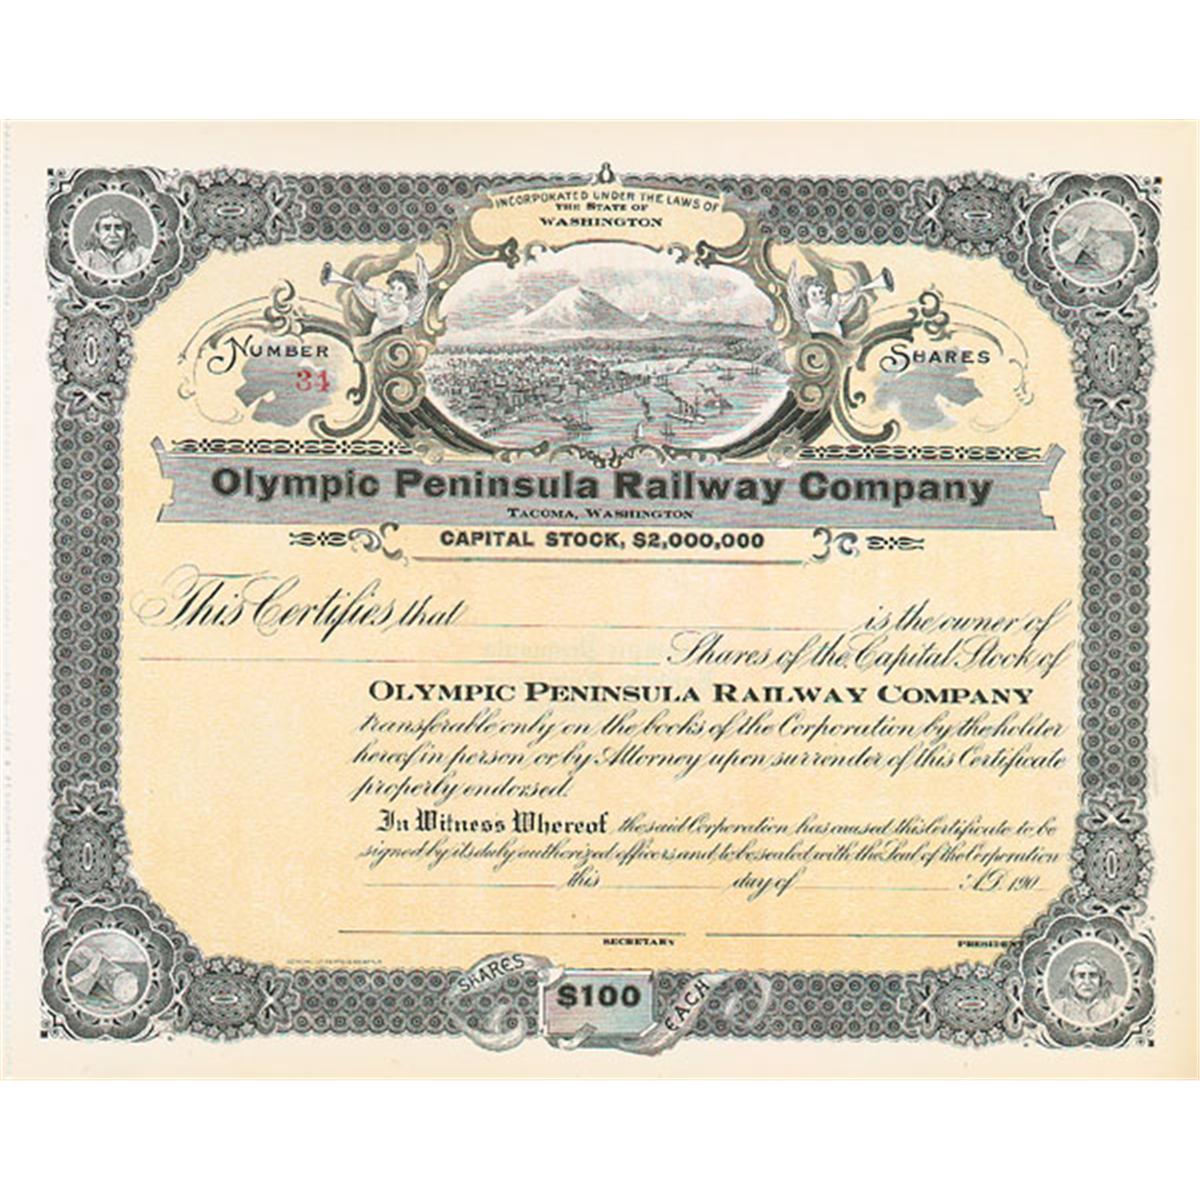 INCORPORATED UNDER THE LAWS OF
THE STATE OF
WASHINGTON
NUMBER
34
SHARES
Olympic Peninsula Railway Company
TACOMA, WASHINGTON
CAPITAL STOCK, $2,000,000
This Certifies that is the owner of
Shares of the Capital Stock of
OLYMPIC PENINSULA RAILWAY COMPANY
transferable only on the books of the Corporation by the holder
hereof in person or by Attorney upon surrender of this Certificate
properly endorsed.
In Witness Whereof the said Corporation has caused this Certificate to be
signed by its duly authorized officers and to be sealed with the Seal of the Corporation
this day of A.D. 190
SECRETARY
PRESIDENT
SHARES
$100
EACH